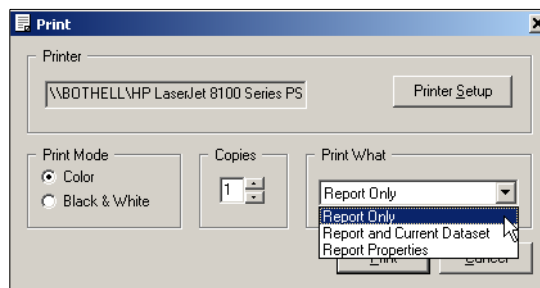 Print
Printer
\\BOTHELL\HP LaserJet 8100 Series PS
Printer Setup
Print Mode
Color
Black & White
Copies
1
Print What
Report Only
Report Only
Report and Current Dataset
Report Properties
Print
Cancel